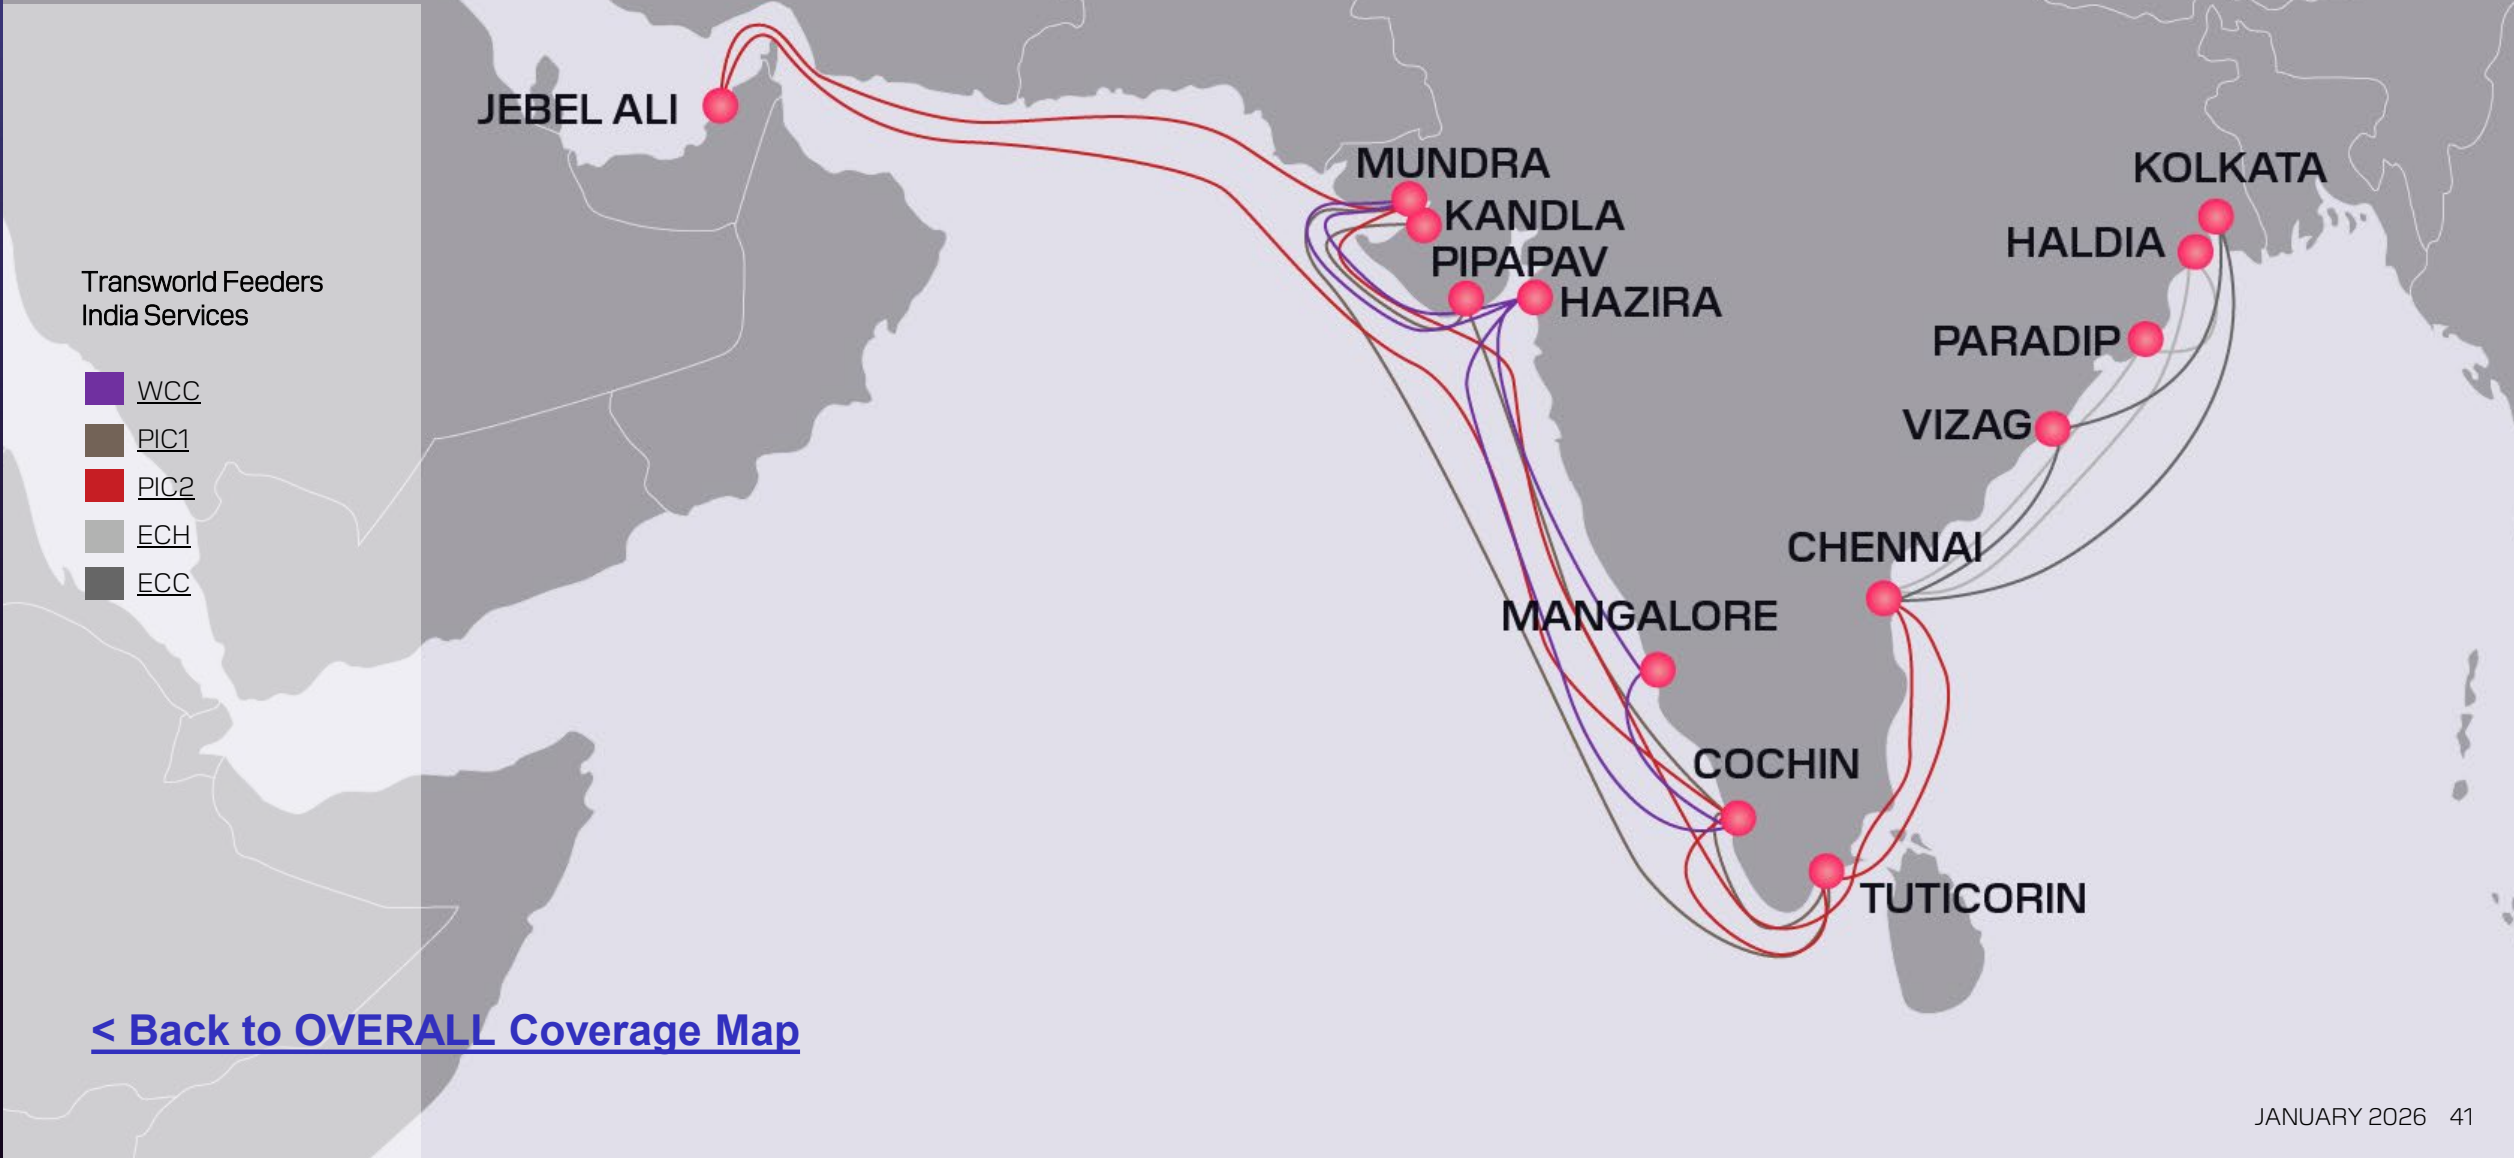 JEBEL ALI
MUNDRA
KANDLA
PIPAPAV
HAZIRA
KOLKATA
HALDIA
PARADIP
VIZAG
CHENNAI
MANGALORE
COCHIN
TUTICORIN
Transworld Feeders
India Services
WCC
PIC1
PIC2
ECH
ECC
< Back to OVERALL Coverage Map
JANUARY 2026 41